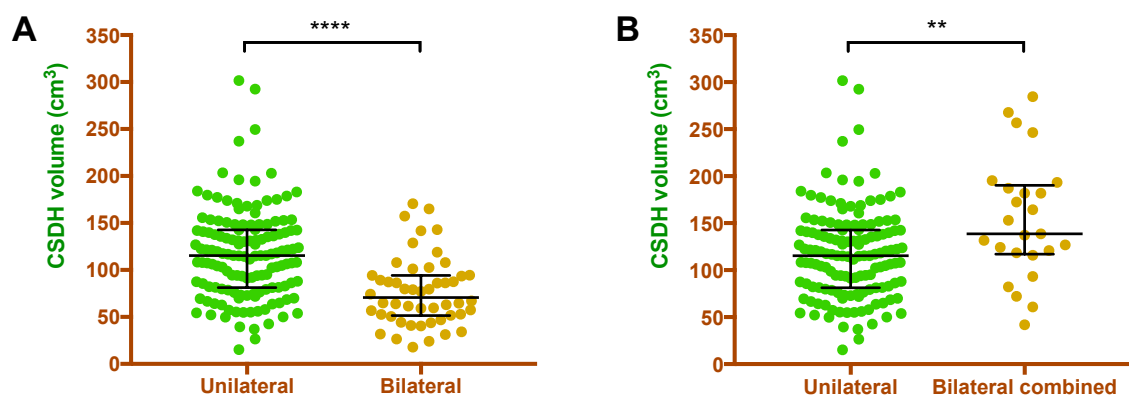 A
CSDH volume (cm³)
350
300
250
200
150
100
50
0
****
Unilateral
Bilateral
B
CSDH volume (cm³)
350
300
250
200
150
100
50
0
**
Unilateral
Bilateral combined